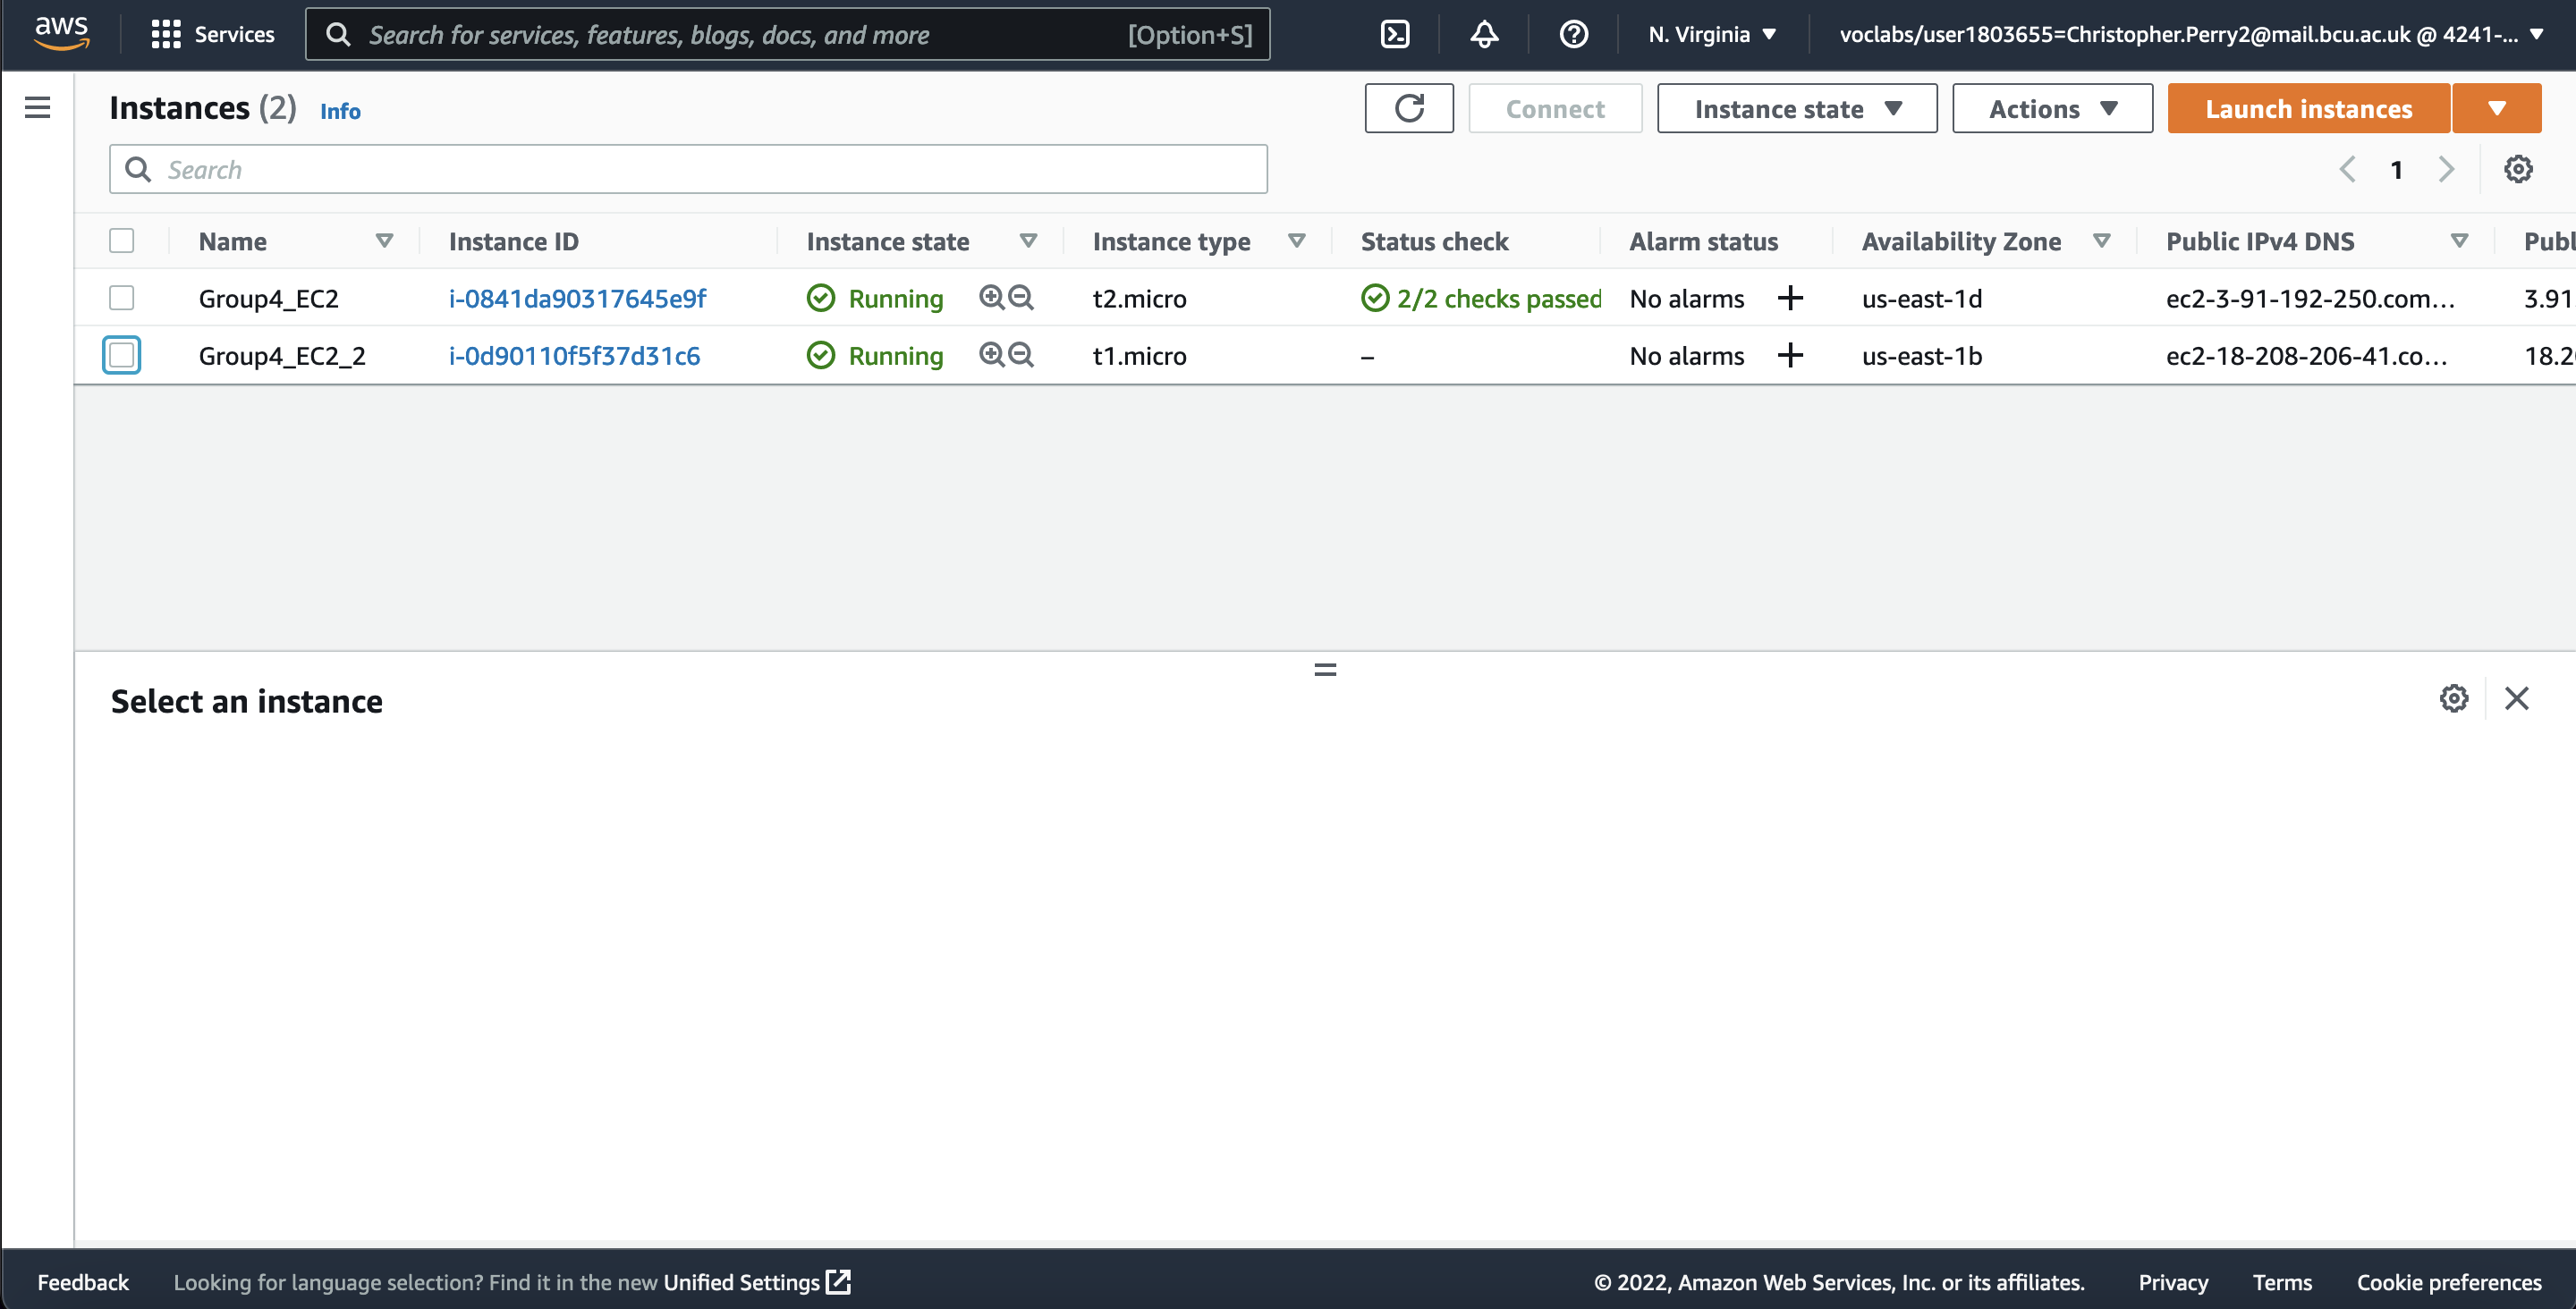 aws Services Search for services, features, blogs, docs, and more [Option+S] N. Virginia voclabs/user1803655=Christopher.Perry2@mail.bcu.ac.uk @ 4241-...
Instances (2) Info Connect Instance state Actions Launch instances
Search 1
Name Instance ID Instance state Instance type Status check Alarm status Availability Zone Public IPv4 DNS Publ
Group4_EC2 i-0841da90317645e9f Running t2.micro 2/2 checks passed No alarms + us-east-1d ec2-3-91-192-250.com... 3.91
Group4_EC2_2 i-0d90110f5f37d31c6 Running t1.micro – No alarms + us-east-1b ec2-18-208-206-41.co... 18.2
Select an instance
Feedback Looking for language selection? Find it in the new Unified Settings © 2022, Amazon Web Services, Inc. or its affiliates. Privacy Terms Cookie preferences